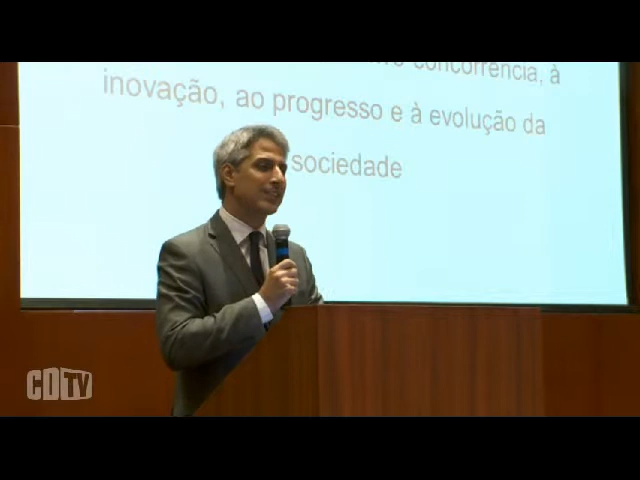 concorrência, à
inovação, ao progresso e à evolução da
sociedade
CDTV